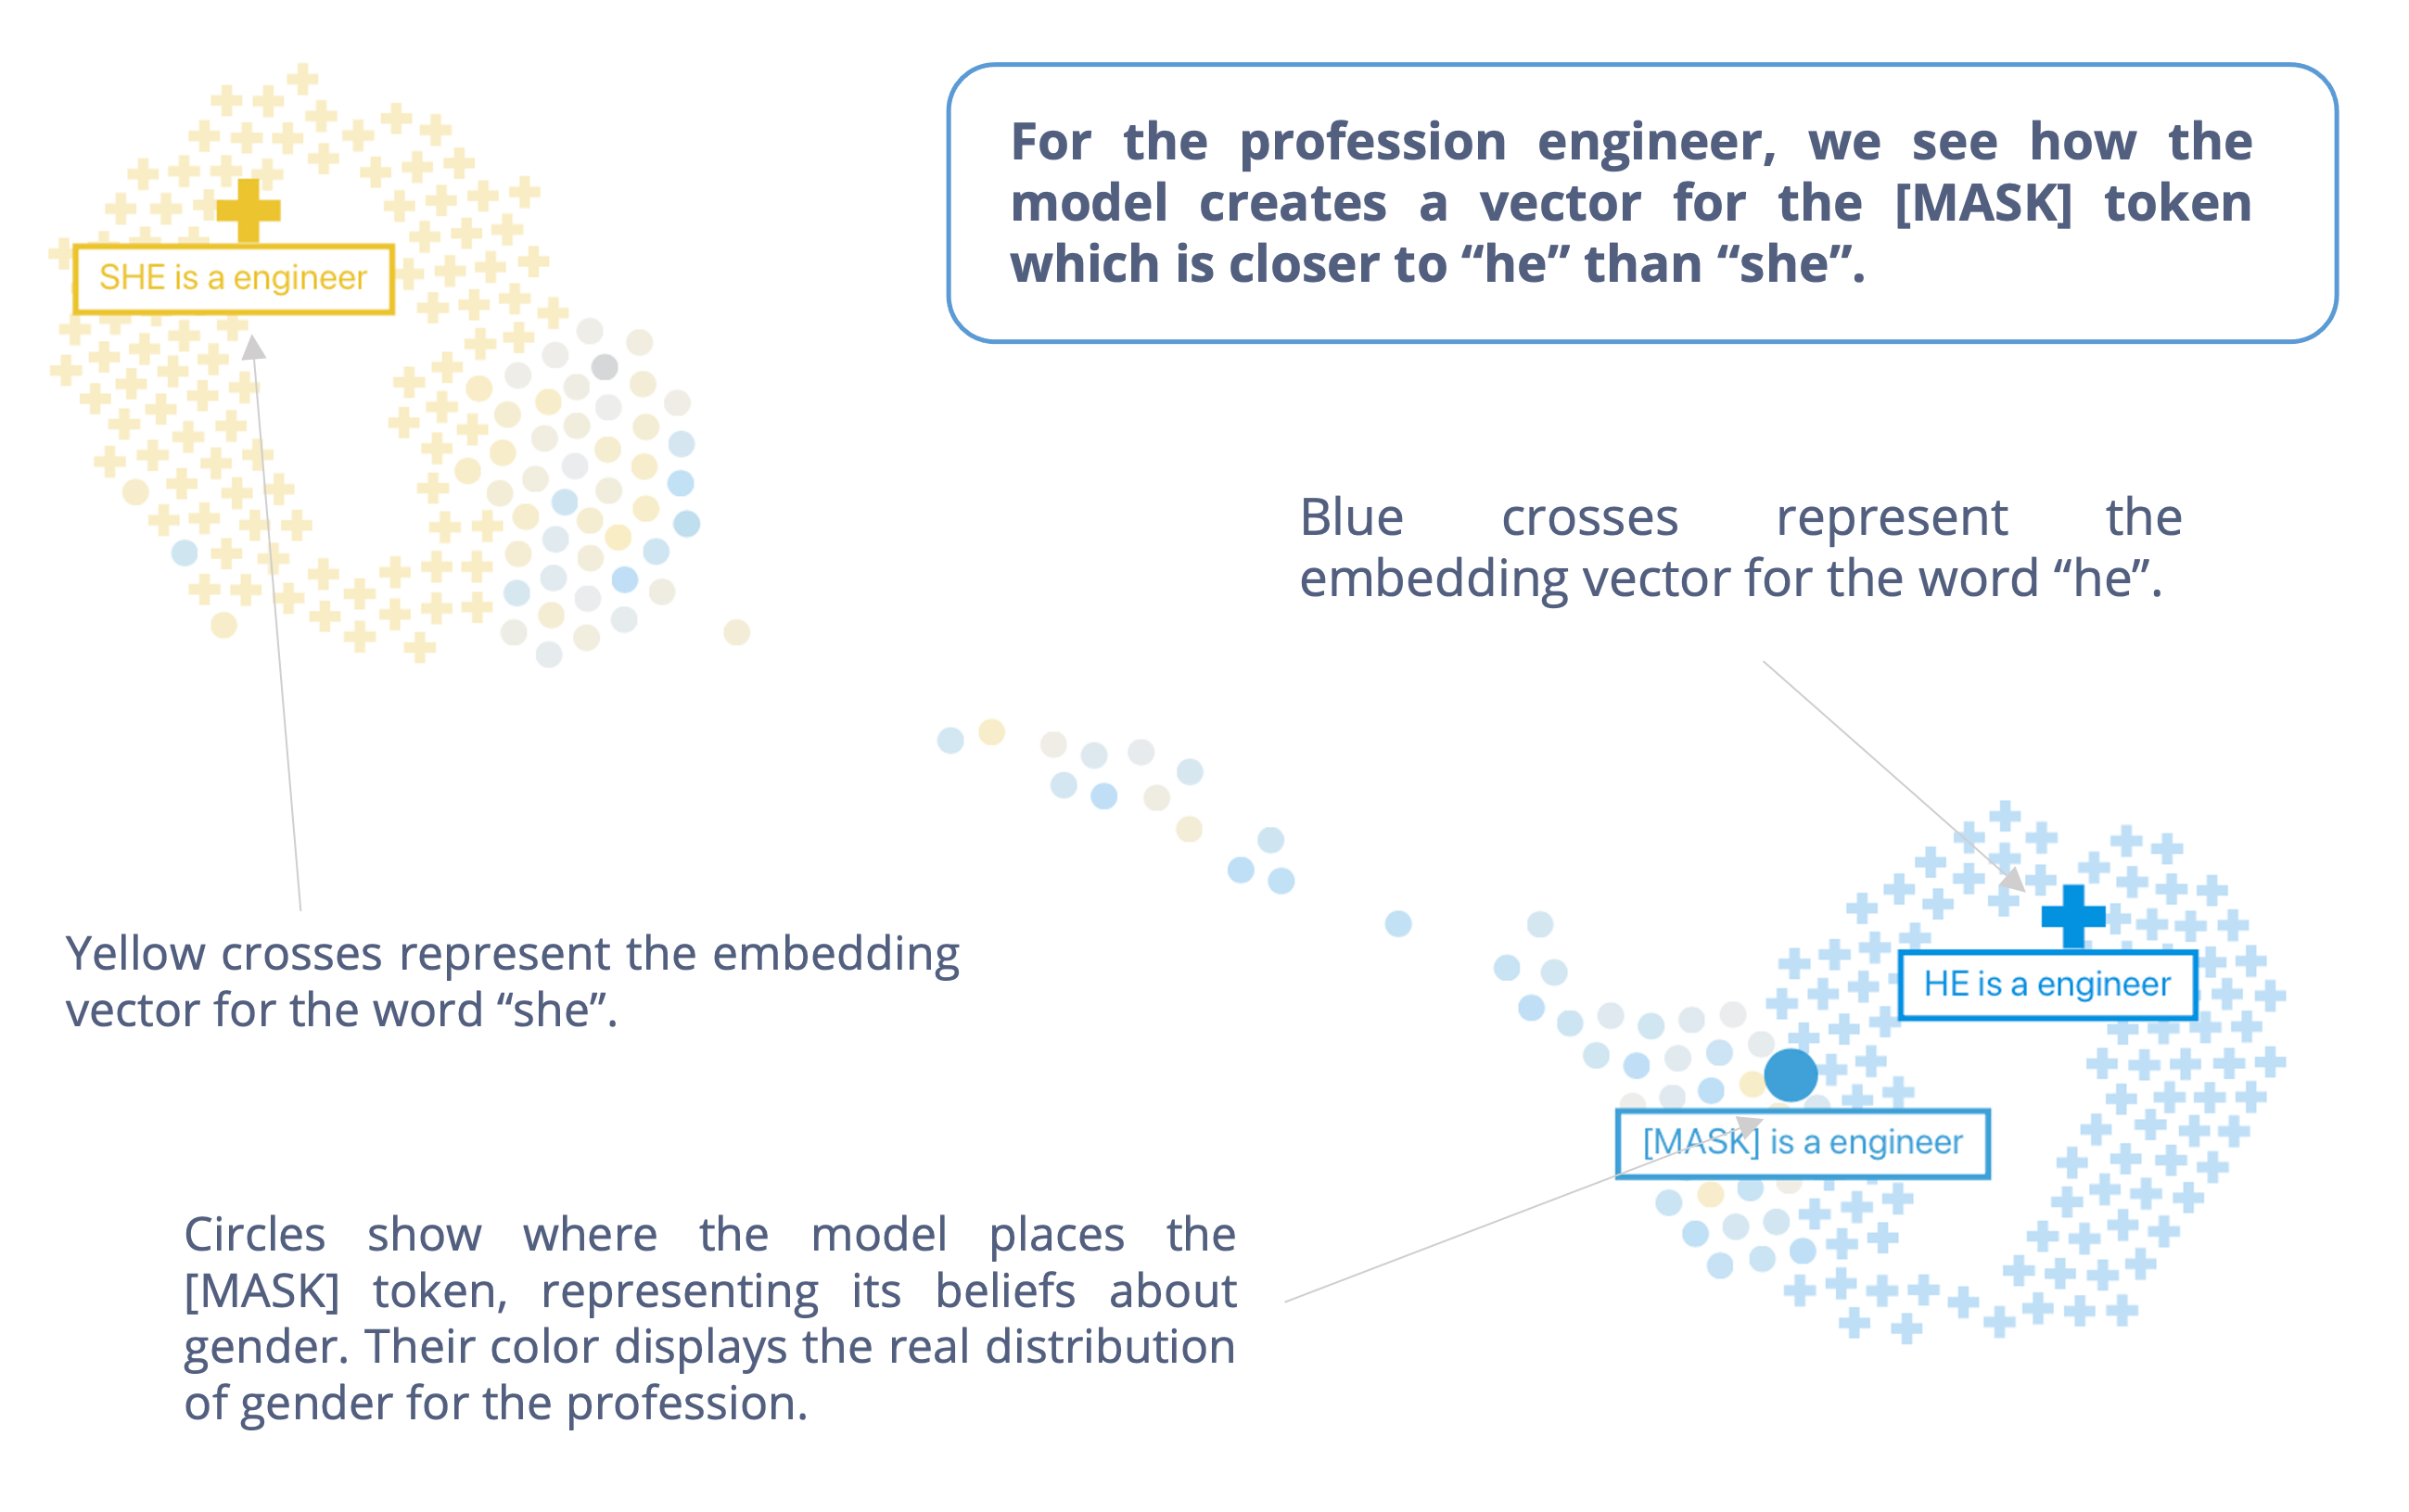 For the profession engineer, we see how the
model creates a vector for the [MASK] token
which is closer to “he” than “she”.
SHE is a engineer
Blue crosses represent the
embedding vector for the word “he”.
Yellow crosses represent the embedding
vector for the word “she”.
HE is a engineer
[MASK] is a engineer
Circles show where the model places the
[MASK] token, representing its beliefs about
gender. Their color displays the real distribution
of gender for the profession.